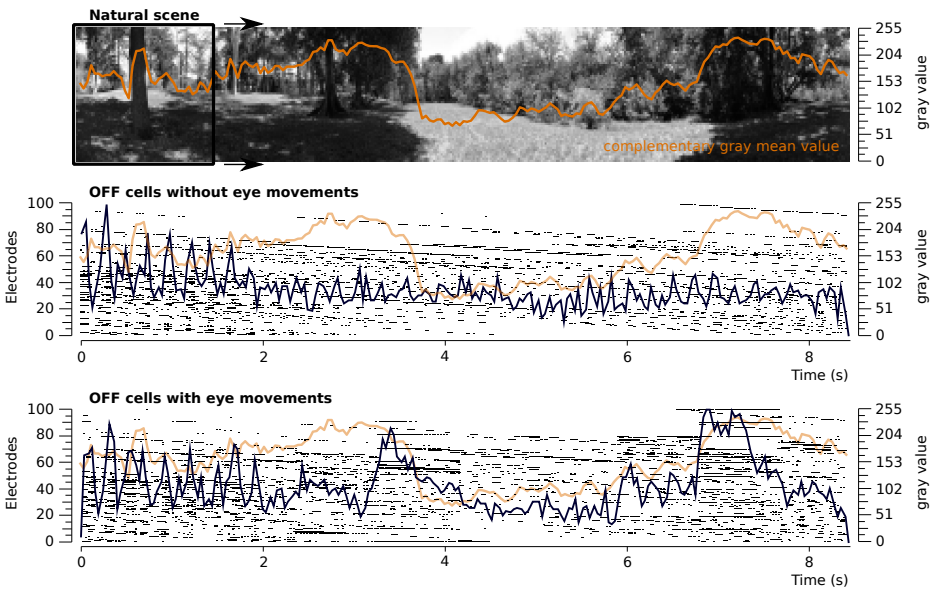 Natural scene
255
204
153
102
51
0
gray value
complementary gray mean value
OFF cells without eye movements
100
80
60
40
20
0
Electrodes
255
204
153
102
51
0
gray value
0 2 4 6 8
Time (s)
OFF cells with eye movements
100
80
60
40
20
0
Electrodes
255
204
153
102
51
0
gray value
0 2 4 6 8
Time (s)